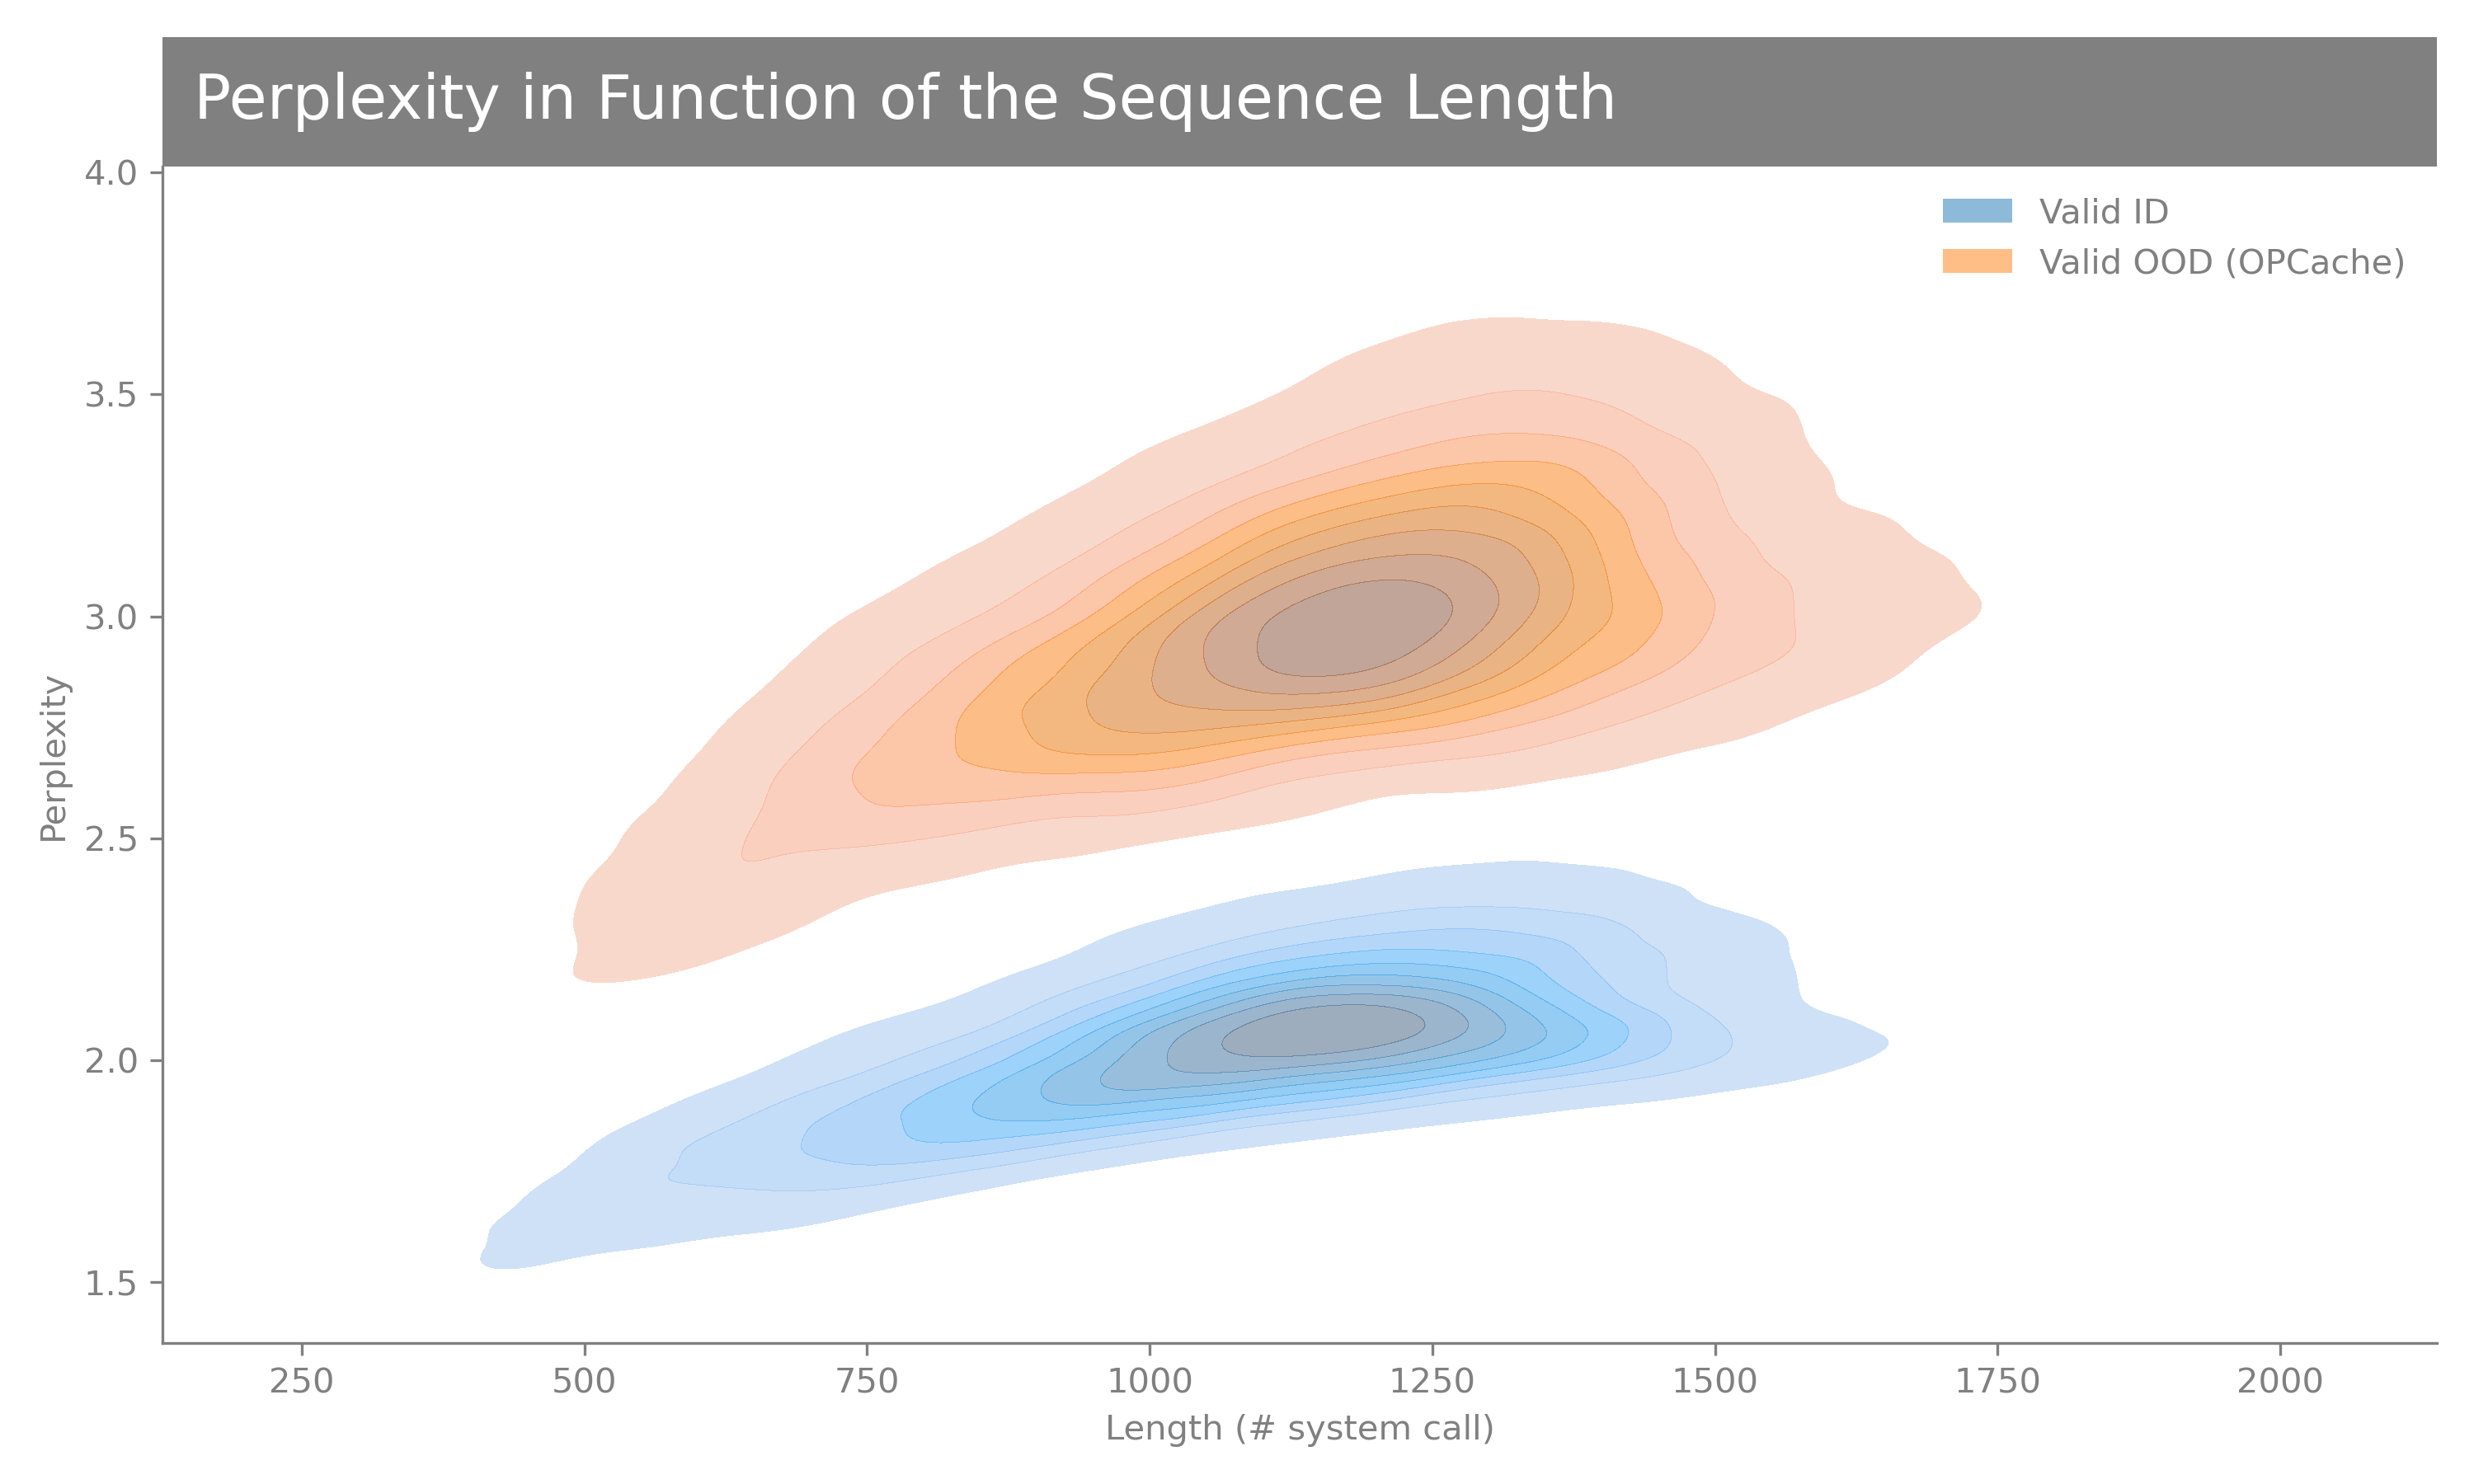 Perplexity in Function of the Sequence Length
4.0
3.5
3.0
2.5
2.0
1.5
Perplexity
Valid ID
Valid OOD (OPCache)
250 500 750 1000 1250 1500 1750 2000
Length (# system call)